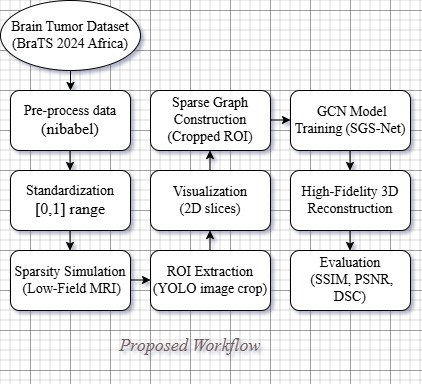 Brain Tumor Dataset
(BraTS 2024 Africa)
Pre-process data
(nibabel)
Standardization
[0,1] range
Sparsity Simulation
(Low-Field MRI)
ROI Extraction
(YOLO image crop)
Visualization
(2D slices)
Sparse Graph
Construction
(Cropped ROI)
GCN Model
Training (SGS-Net)
High-Fidelity 3D
Reconstruction
Evaluation
(SSIM, PSNR,
DSC)
Proposed Workflow